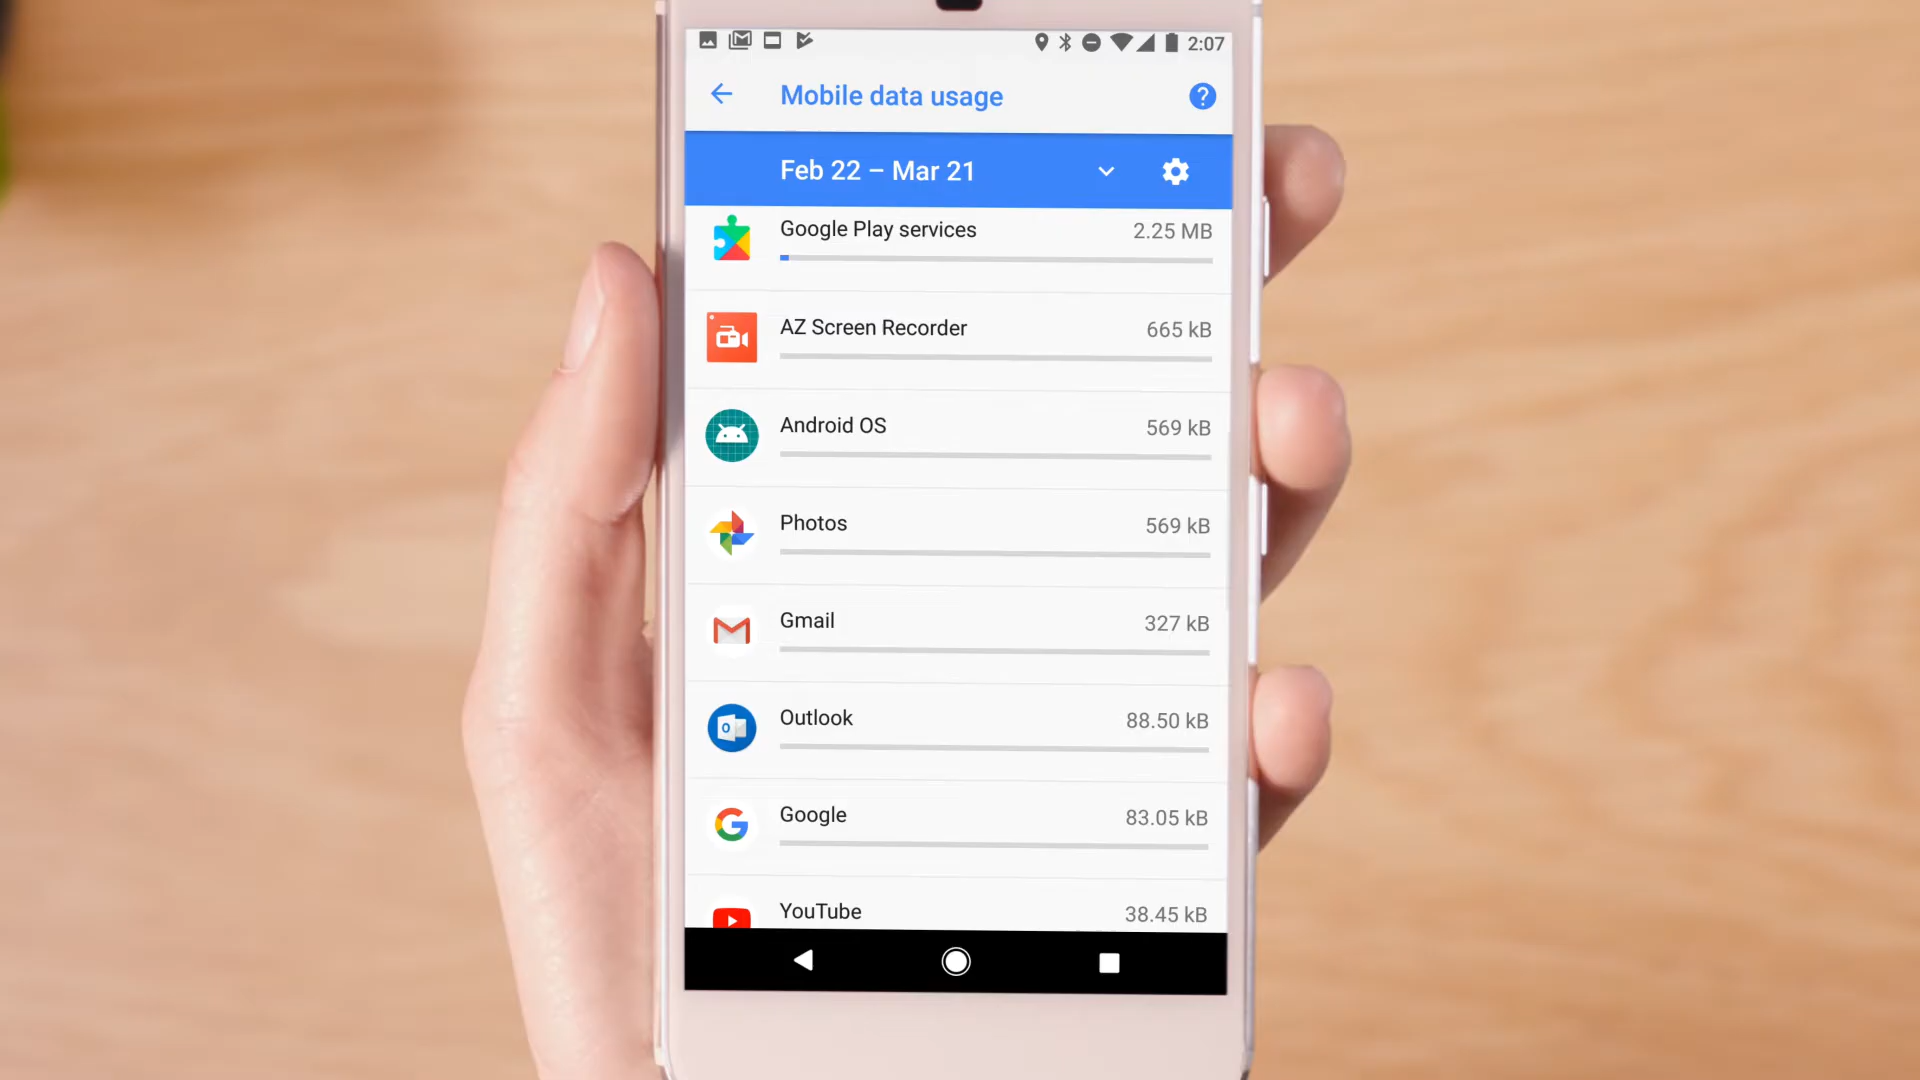 2:07
Mobile data usage
Feb 22 – Mar 21
Google Play services 2.25 MB
AZ Screen Recorder 665 kB
Android OS 569 kB
Photos 569 kB
Gmail 327 kB
Outlook 88.50 kB
Google 83.05 kB
YouTube 38.45 kB